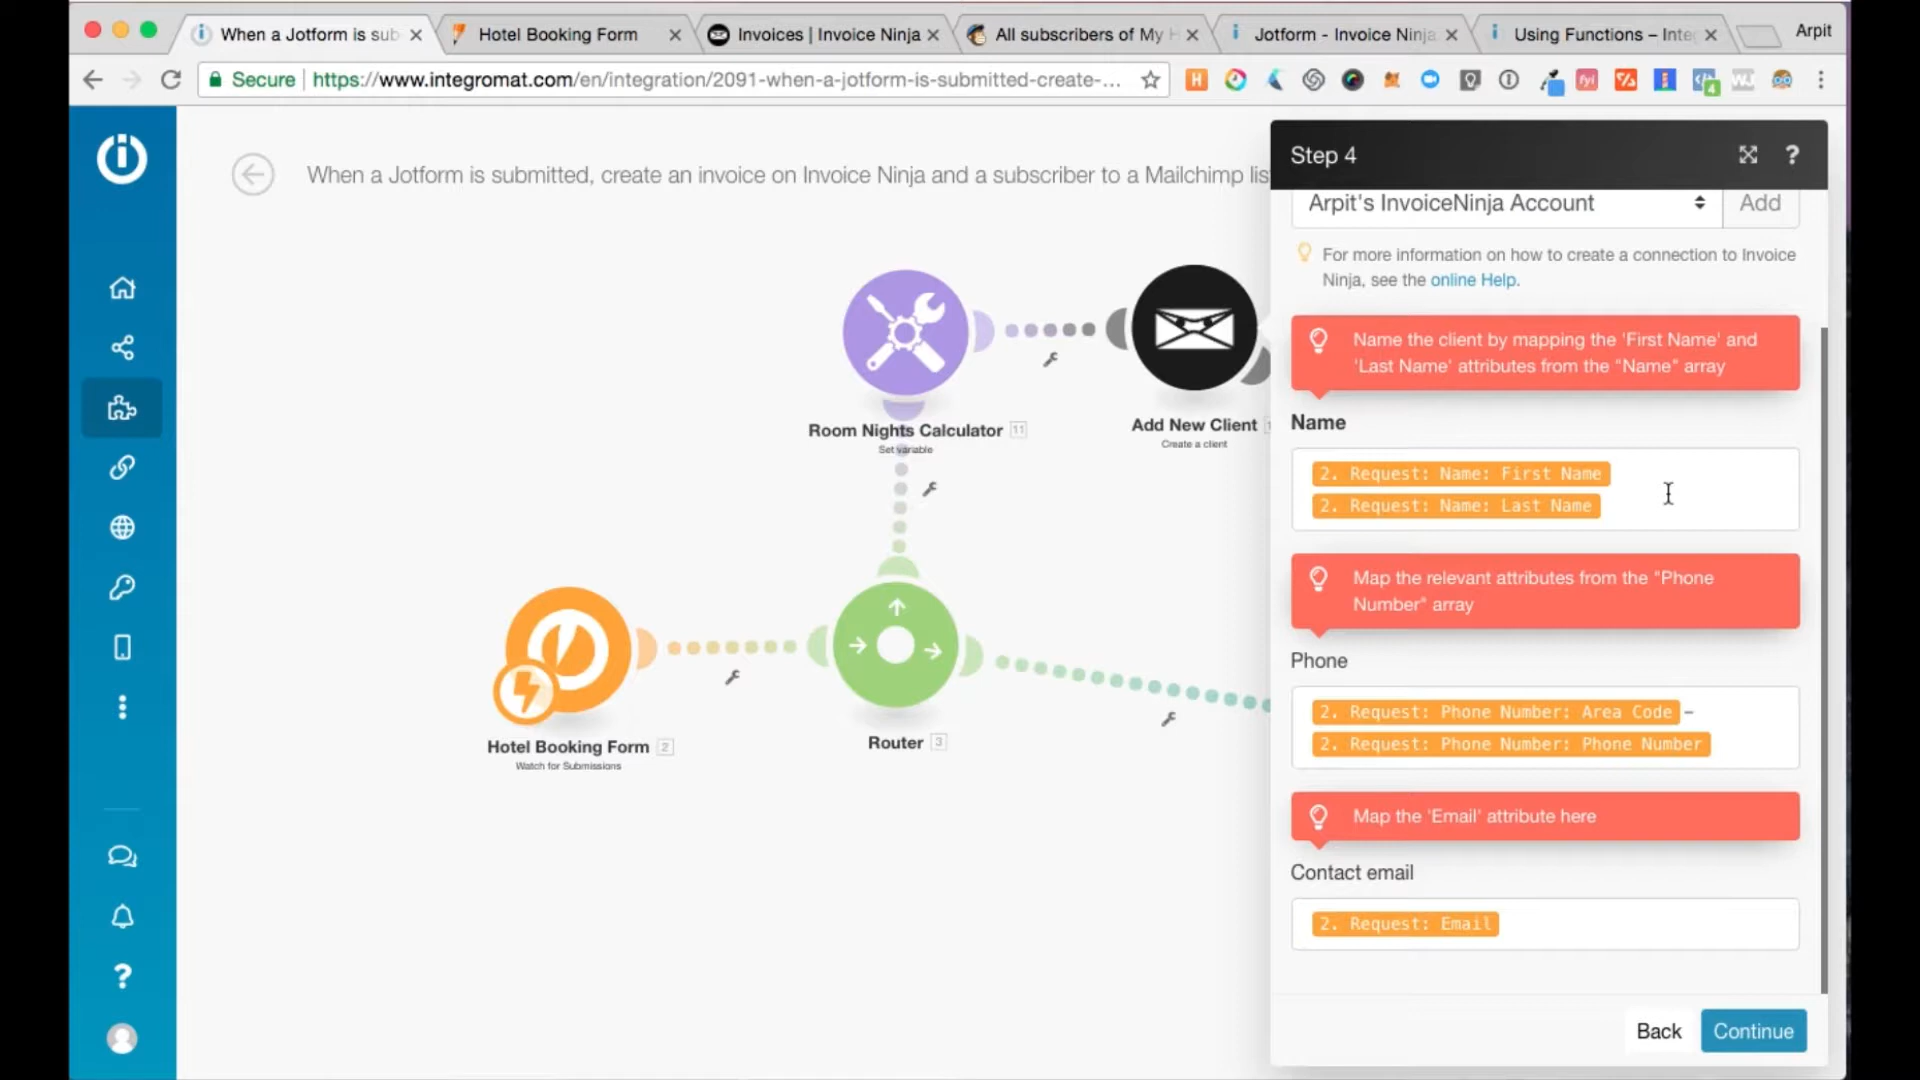 When a Jotform is sub
Hotel Booking Form
Invoices | Invoice Ninja
All subscribers of My H
Jotform - Invoice Ninja
Using Functions – Inte
Arpit
Secure
https://www.integromat.com/en/integration/2091-when-a-jotform-is-submitted-create-...
When a Jotform is submitted, create an invoice on Invoice Ninja and a subscriber to a Mailchimp lis
Step 4
?
Arpit's InvoiceNinja Account
Add
For more information on how to create a connection to Invoice
Ninja, see the online Help.
Name the client by mapping the 'First Name' and
'Last Name' attributes from the "Name" array
Name
2. Request: Name: First Name
2. Request: Name: Last Name
Map the relevant attributes from the "Phone
Number" array
Phone
2. Request: Phone Number: Area Code –
2. Request: Phone Number: Phone Number
Map the 'Email' attribute here
Contact email
2. Request: Email
Back
Continue
Room Nights Calculator 11
Set variable
Add New Client
Create a client
Hotel Booking Form 2
Watch for Submissions
Router 3